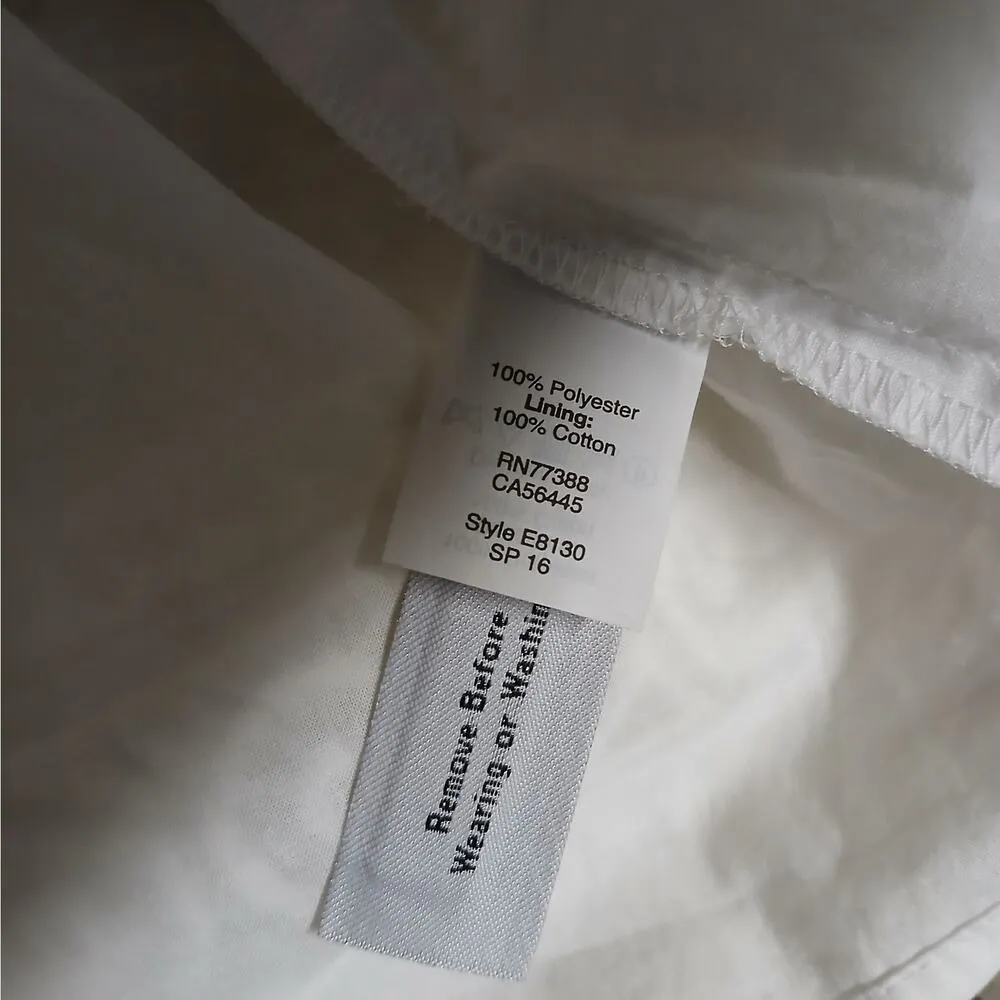 100% Polyester
Lining:
100% Cotton
RN77388
CA56445
Style E8130
SP 16
Remove Before
Wearing or Washin